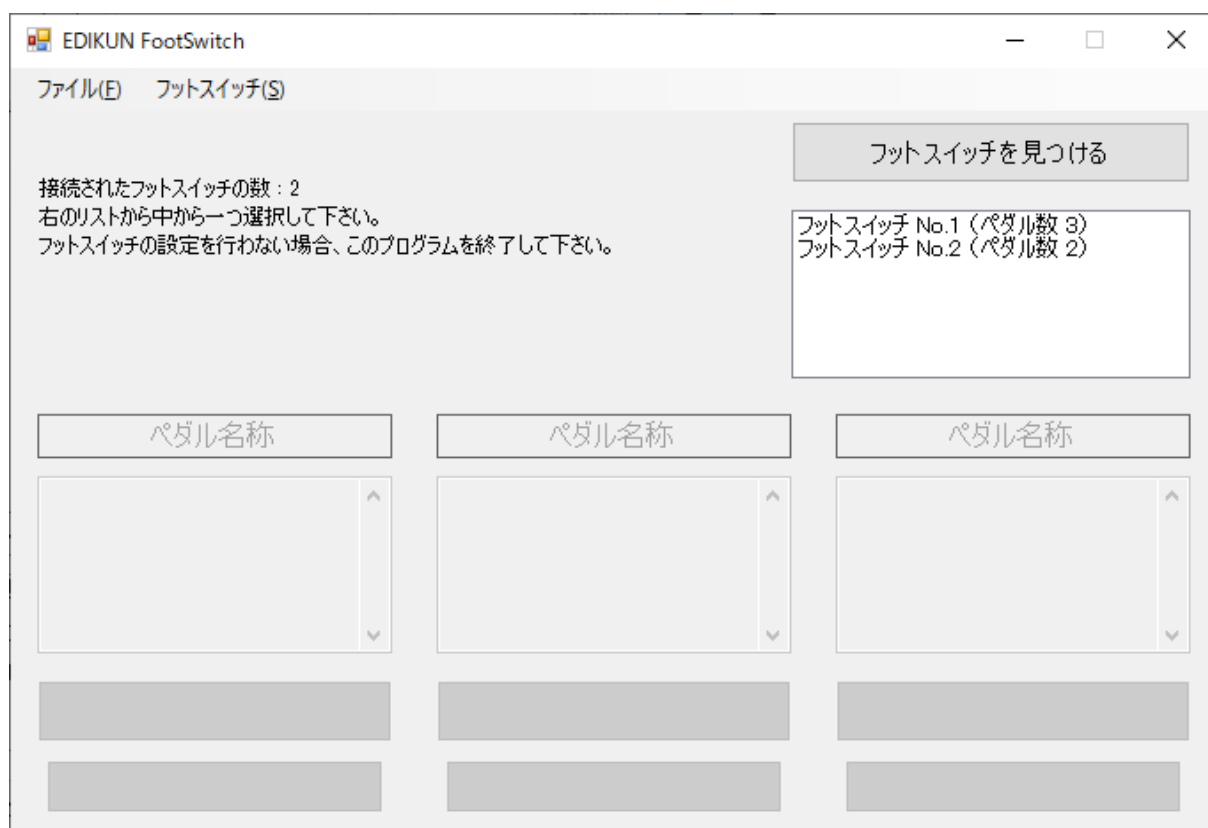 EDIKUN FootSwitch
ファイル(F) フットスイッチ(S)
フットスイッチを見つける
接続されたフットスイッチの数：2
右のリストから中から一つ選択して下さい。
フットスイッチの設定を行わない場合、このプログラムを終了して下さい。
フットスイッチ No.1 (ペダル数 3)
フットスイッチ No.2 (ペダル数 2)
ペダル名称 ペダル名称 ペダル名称